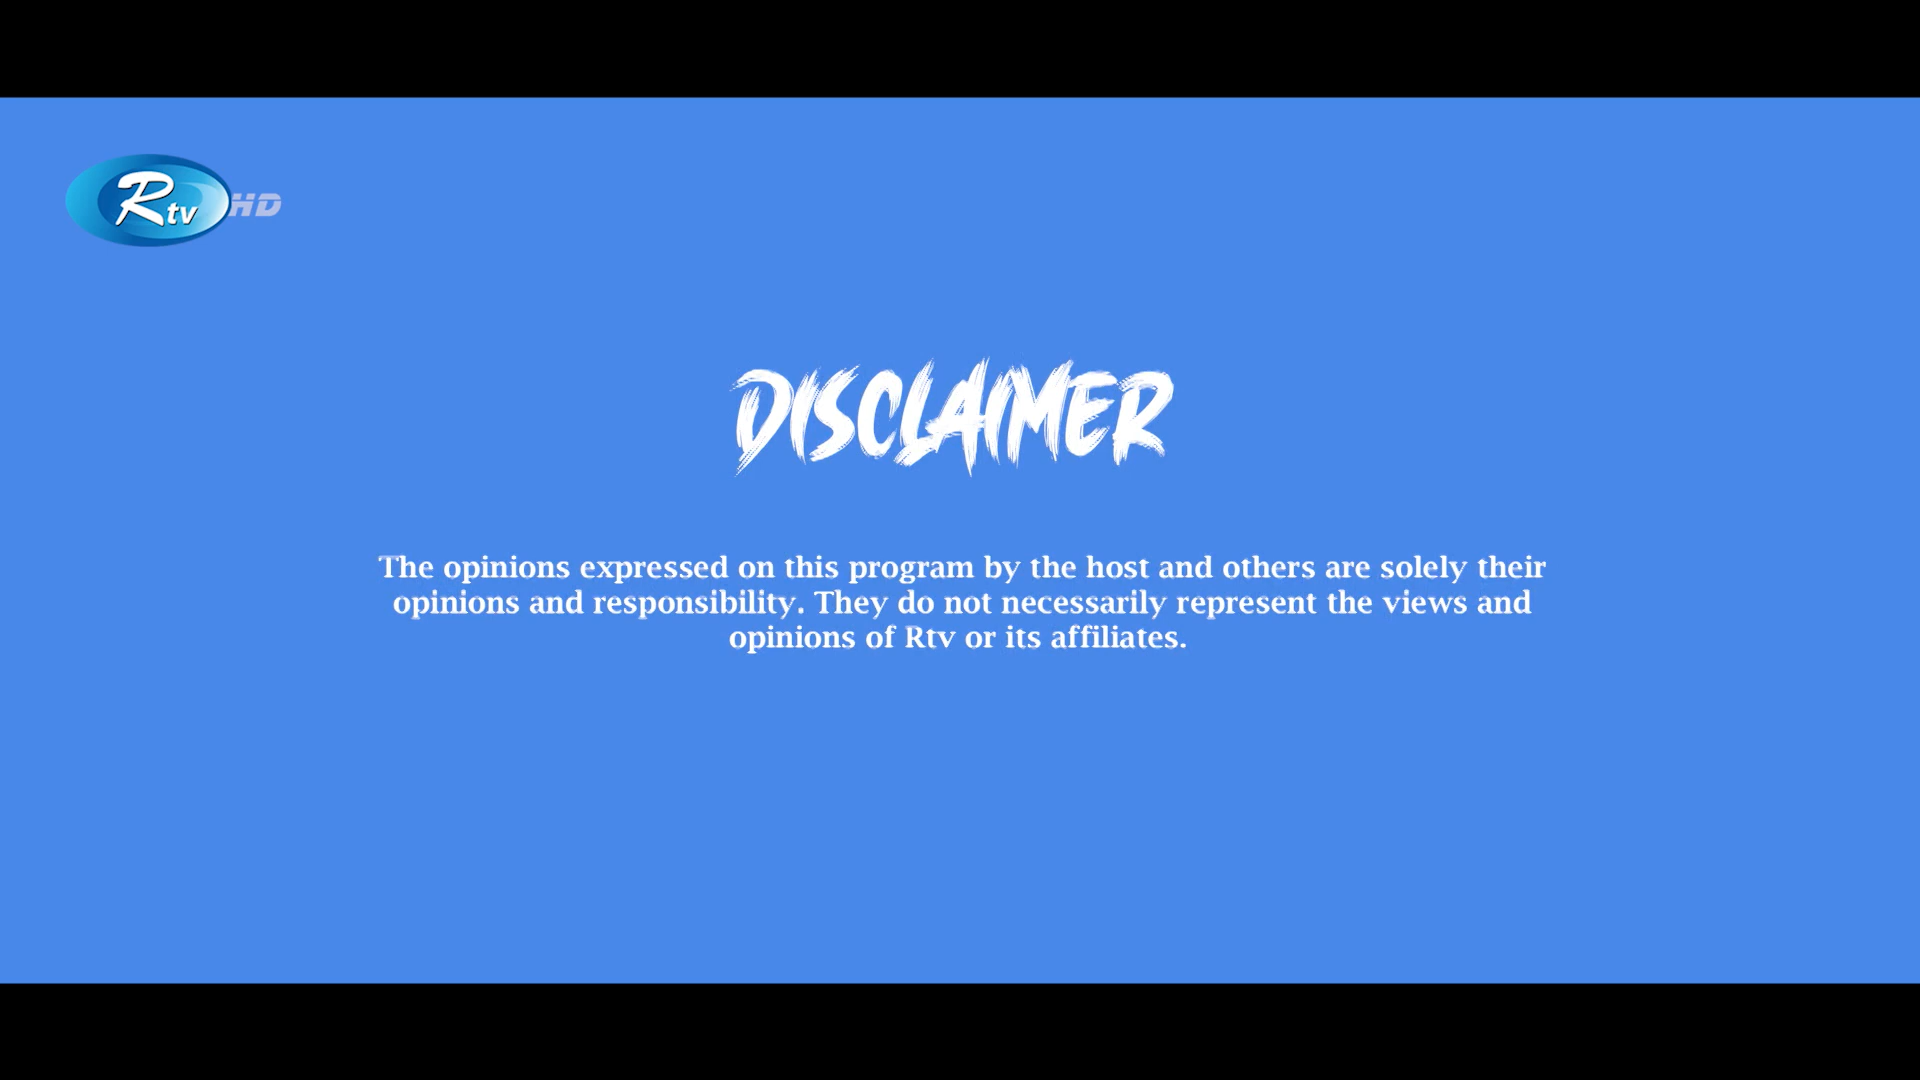 Rtv HD
DISCLAIMER
The opinions expressed on this program by the host and others are solely their
opinions and responsibility. They do not necessarily represent the views and
opinions of Rtv or its affiliates.